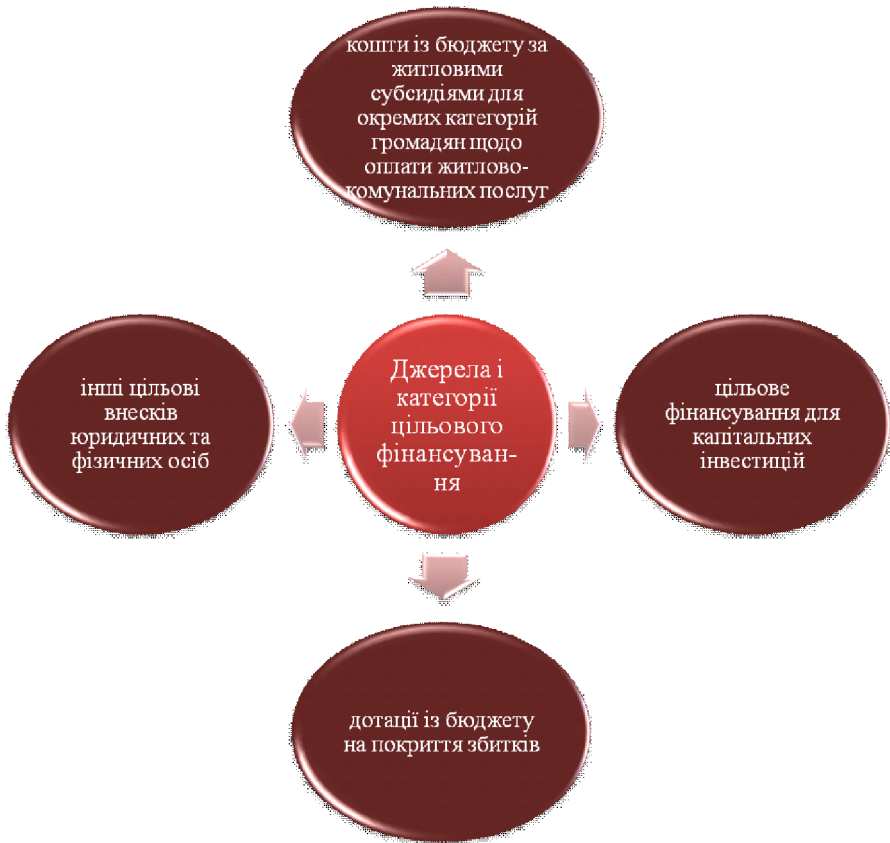 кошти із бюджету за
житловими
субсидіями для
окремих категорій
громадян щодо
оплати житлово-
комунальних послуг
інші цільові
внесків
юридичних та
фізичних осіб
Джерела і
категорії
цільового
фінансуван-
ня
цільове
фінансування для
капітальних
інвестицій
дотації із бюджету
на покриття збитків